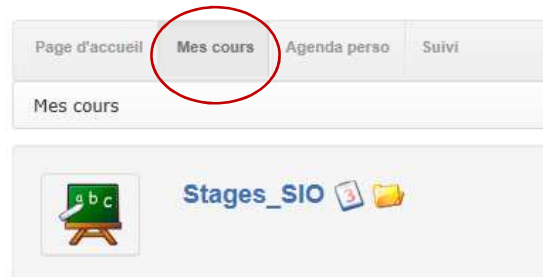 Page d'accueil Mes cours Agenda perso Suivi
Mes cours
abc
Stages_SIO 3